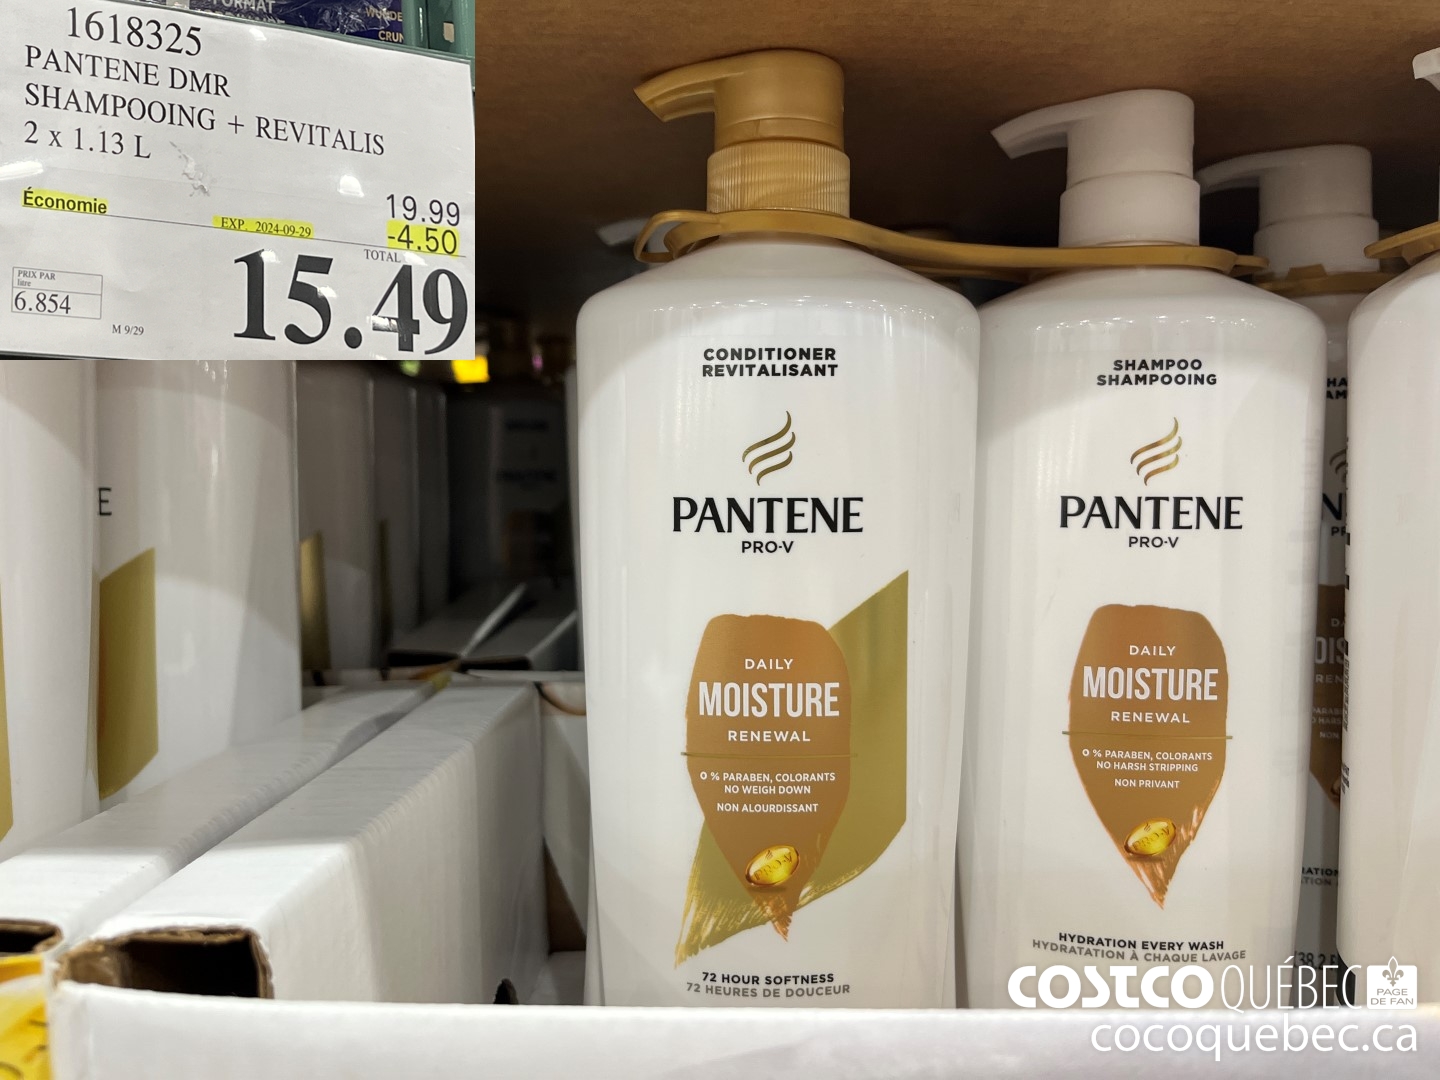 FORMAT
CRUN
1618325
PANTENE DMR
SHAMPOOING + REVITALIS
2 x 1.13 L
Économie
EXP. 2024-09-29
19.99
-4.50
TOTAL
15.49
PRIX PAR
litre
6.854
M 9/29
E
CONDITIONER
REVITALISANT
PANTENE
PRO-V
DAILY
MOISTURE
RENEWAL
0 % PARABEN, COLORANTS
NO WEIGH DOWN
NON ALOURDISSANT
PRO-V
72 HOUR SOFTNESS
72 HEURES DE DOUCEUR
SHAMPOO
SHAMPOOING
PANTENE
PRO-V
DAILY
MOISTURE
RENEWAL
0 % PARABEN, COLORANTS
NO HARSH STRIPPING
NON PRIVANT
PRO-V
HYDRATION EVERY WASH
HYDRATATION À CHAQUE LAVAGE
COSTCO QUÉBEC
PAGE
DE FAN
cocoquebec.ca